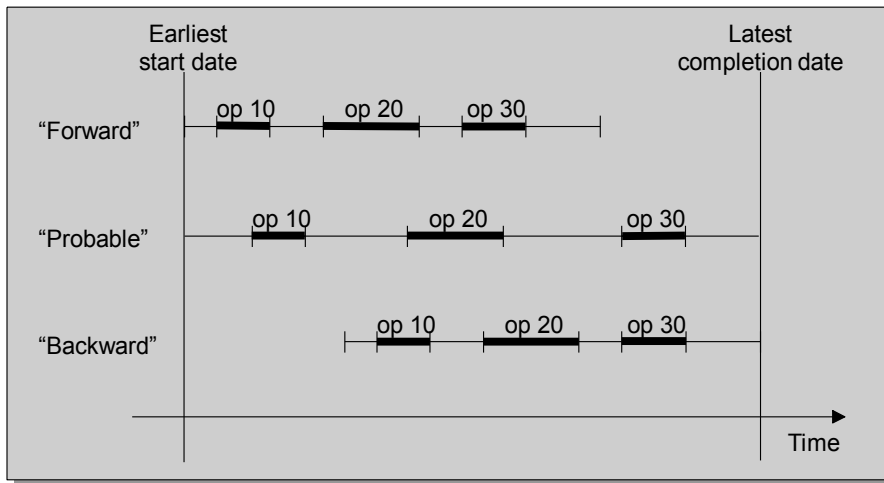 Earliest
start date
Latest
completion date
“Forward”
op 10
op 20
op 30
“Probable”
op 10
op 20
op 30
“Backward”
op 10
op 20
op 30
Time